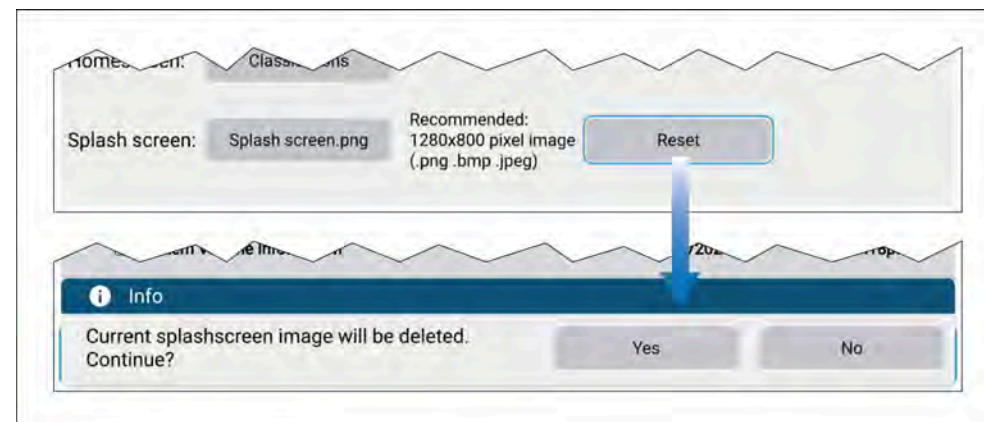 Splash screen:
Splash screen.png
Recommended:
1280x800 pixel image
(.png .bmp .jpeg)
Reset
Info
Current splashscreen image will be deleted.
Continue?
Yes
No